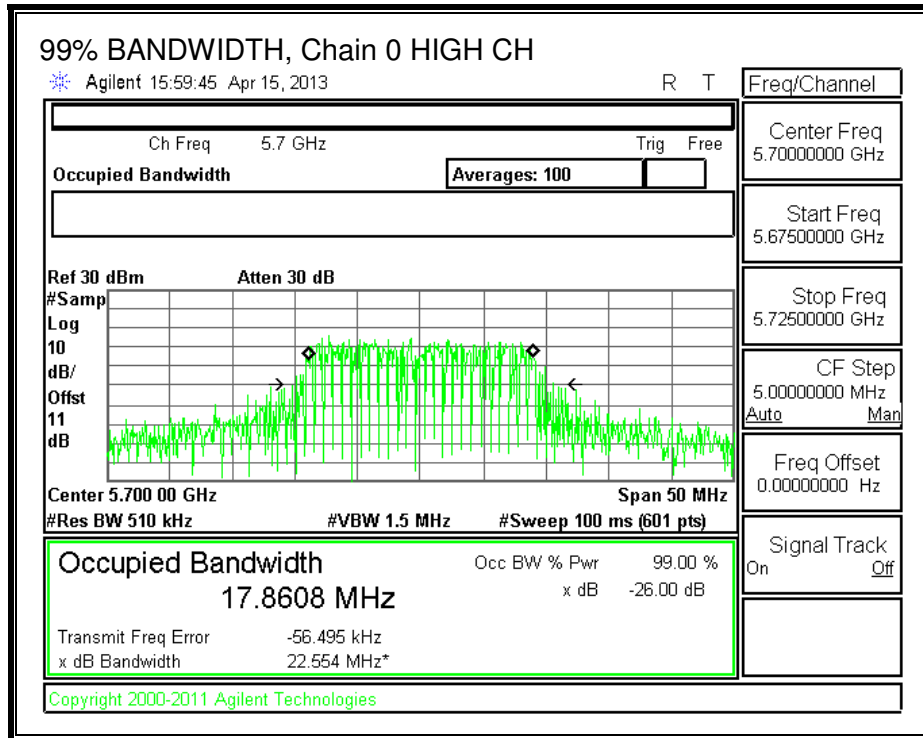 99% BANDWIDTH, Chain 0 HIGH CH
Agilent 15:59:45 Apr 15, 2013 R T
Ch Freq 5.7 GHz Trig Free
Occupied Bandwidth Averages: 100
Ref 30 dBm Atten 30 dB
#Samp
Log
10
dB/
Offst
11
dB
Center 5.700 00 GHz Span 50 MHz
#Res BW 510 kHz #VBW 1.5 MHz #Sweep 100 ms (601 pts)
Occupied Bandwidth Occ BW % Pwr 99.00 %
17.8608 MHz x dB -26.00 dB
Transmit Freq Error -56.495 kHz
x dB Bandwidth 22.554 MHz*
Copyright 2000-2011 Agilent Technologies
Freq/Channel
Center Freq
5.70000000 GHz
Start Freq
5.67500000 GHz
Stop Freq
5.72500000 GHz
CF Step
5.00000000 MHz
Auto Man
Freq Offset
0.00000000 Hz
Signal Track
On Off